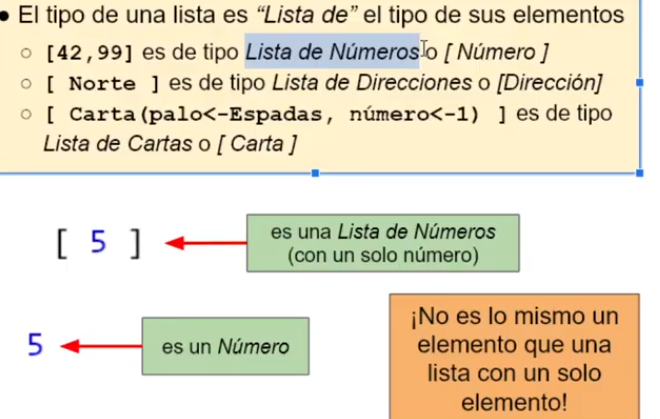 ● El tipo de una lista es “Lista de” el tipo de sus elementos
○ [42,99] es de tipo Lista de Números o [ Número ]
○ [ Norte ] es de tipo Lista de Direcciones o [Dirección]
○ [ Carta(palo<-Espadas, número<-1) ] es de tipo
Lista de Cartas o [ Carta ]
[ 5 ]
es una Lista de Números
(con un solo número)
5
es un Número
¡No es lo mismo un
elemento que una
lista con un solo
elemento!